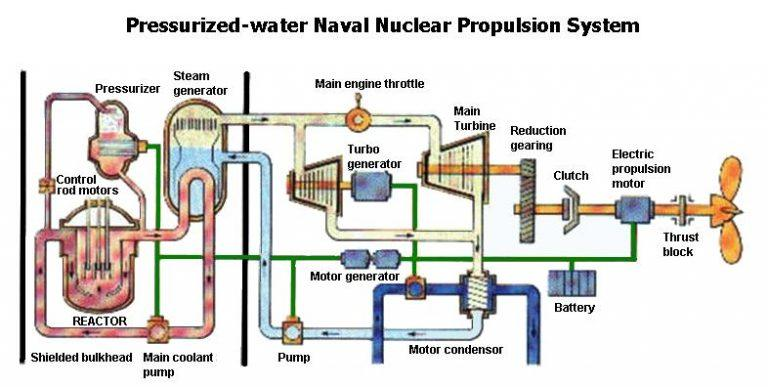 Pressurized-water Naval Nuclear Propulsion System
Pressurizer
Steam
generator
Main engine throttle
Main
Turbine
Reduction
gearing
Turbo
generator
Clutch
Electric
propulsion
motor
Control
rod motors
Thrust
block
Motor generator
Battery
REACTOR
Shielded bulkhead
Main coolant
pump
Pump
Motor condensor